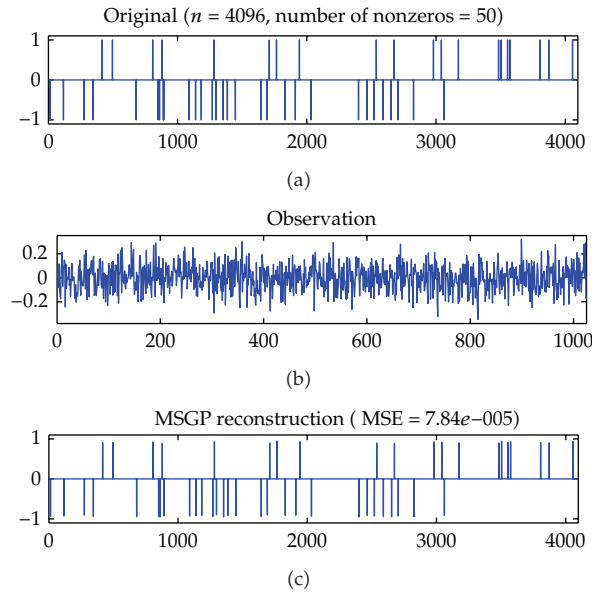 Original (n = 4096, number of nonzeros = 50)
1
0
−1
0 1000 2000 3000 4000
(a)
Observation
0.2
0
−0.2
0 200 400 600 800 1000
(b)
MSGP reconstruction ( MSE = 7.84e−005)
1
0
−1
0 1000 2000 3000 4000
(c)